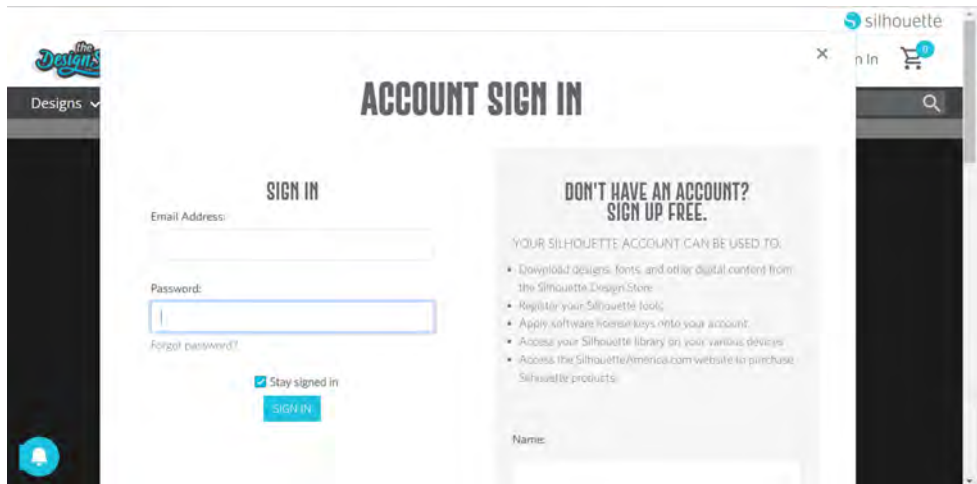 silhouette
the
Design S
n In
0
Designs
ACCOUNT SIGN IN
SIGN IN
Email Address:
Password:
Forgot password?
Stay signed in
SIGN IN
DON'T HAVE AN ACCOUNT?
SIGN UP FREE.
YOUR SILHOUETTE ACCOUNT CAN BE USED TO:
Download designs, fonts, and other digital content from
the Silhouette Design Store
Register your Silhouette tools
Apply software license keys onto your account
Access your Silhouette library on your various devices
Access the SilhouetteAmerica.com website to purchase
Silhouette products.
Name: